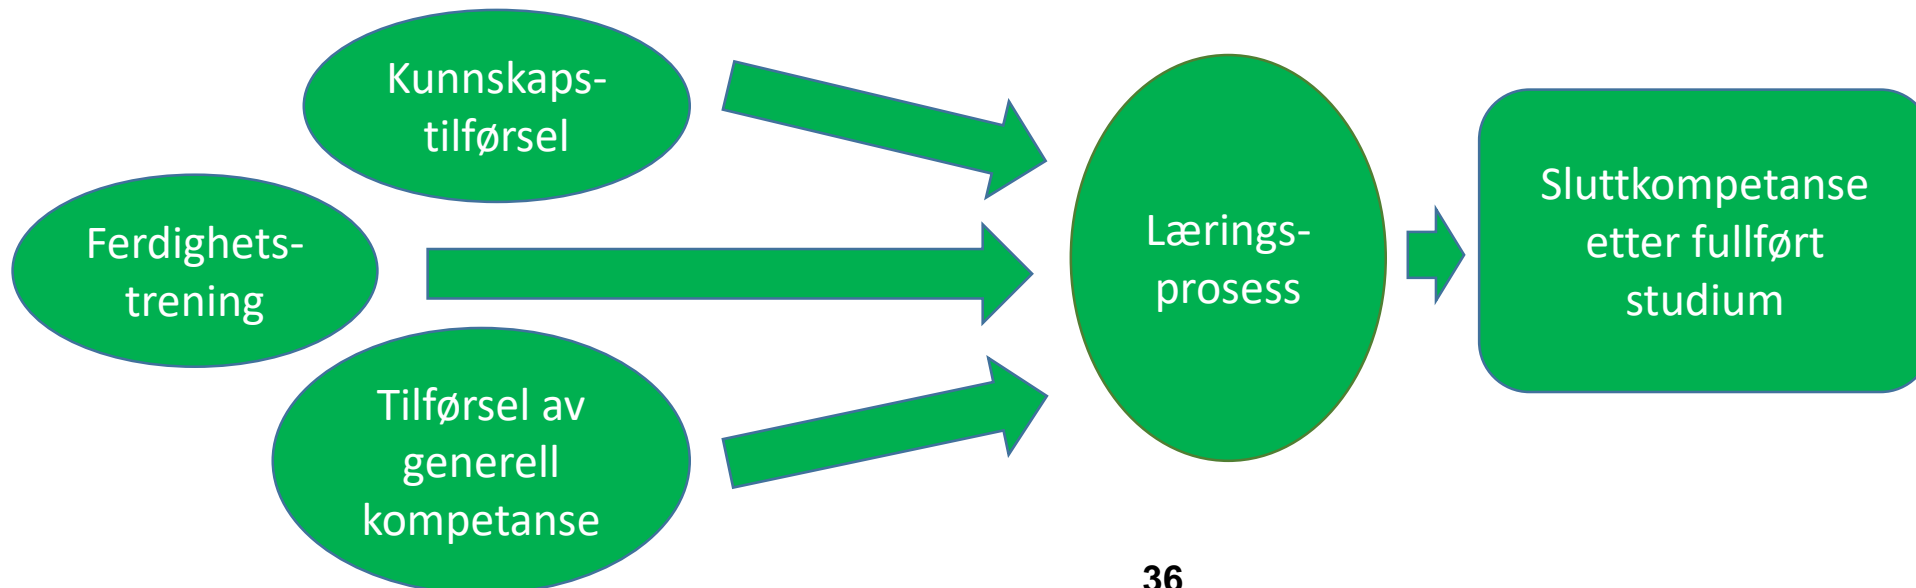 Kunnskaps-
tilførsel
Ferdighets-
trening
Tilførsel av
generell
kompetanse
Lærings-
prosess
Sluttkompetanse
etter fullført
studium
36